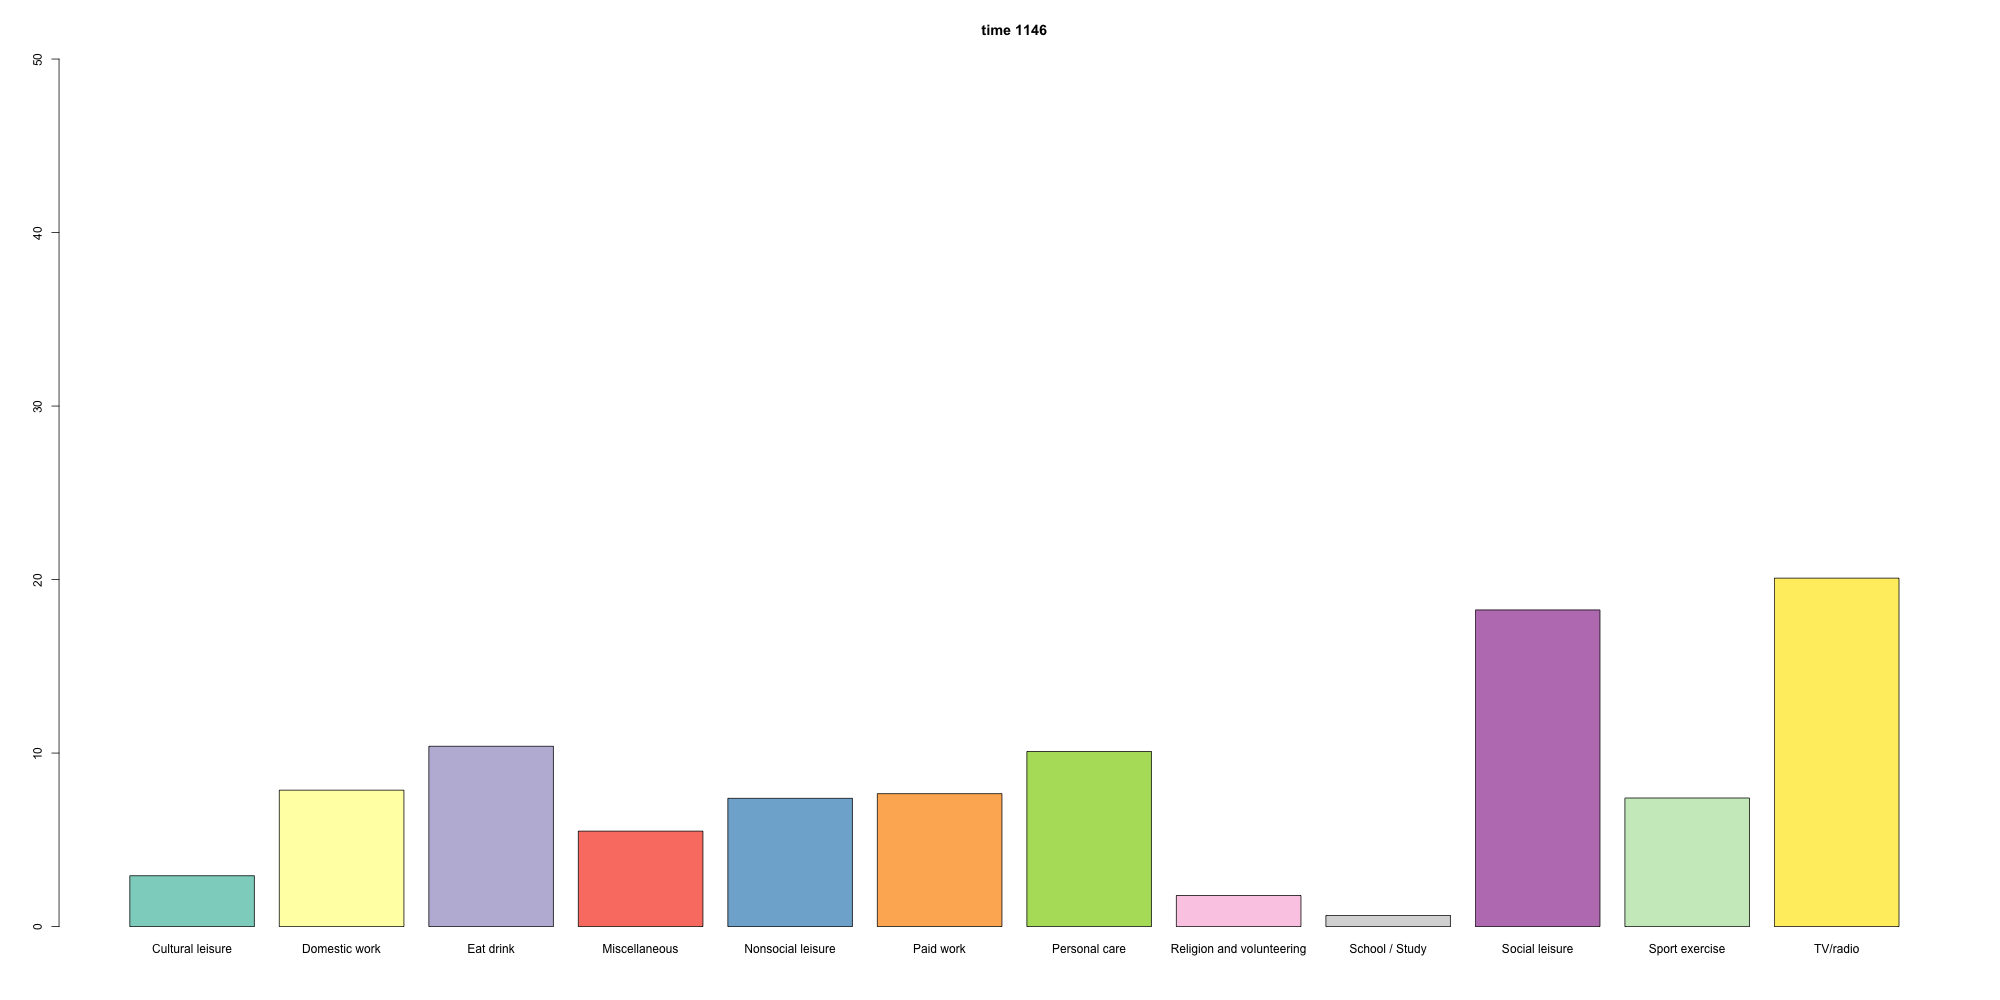 time 1146
50
40
30
20
10
0
Cultural leisure
Domestic work
Eat drink
Miscellaneous
Nonsocial leisure
Paid work
Personal care
Religion and volunteering
School / Study
Social leisure
Sport exercise
TV/radio